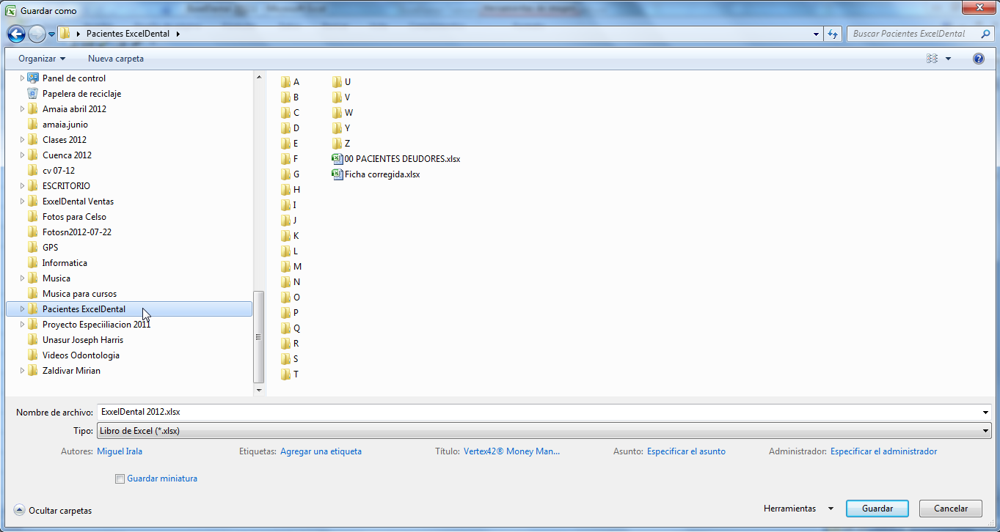 Guardar como
Pacientes ExcelDental
Buscar Pacientes ExcelDental
Organizar
Nueva carpeta
Panel de control
Papelera de reciclaje
Amaia abril 2012
amaia.junio
Clases 2012
Cuenca 2012
cv 07-12
ESCRITORIO
ExxelDental Ventas
Fotos para Celso
Fotosn2012-07-22
GPS
Informatica
Musica
Musica para cursos
Pacientes ExcelDental
Proyecto Especiiliacion 2011
Unasur Joseph Harris
Videos Odontologia
Zaldivar Mirian
A
B
C
D
E
F
G
H
I
J
K
L
M
N
O
P
Q
R
S
T
U
V
W
Y
Z
00 PACIENTES DEUDORES.xlsx
Ficha corregida.xlsx
Nombre de archivo: ExxelDental 2012.xlsx
Tipo: Libro de Excel (*.xlsx)
Autores: Miguel Irala Etiquetas: Agregar una etiqueta Título: Vertex42® Money Man... Asunto: Especificar el asunto Administrador: Especificar el administrador
Guardar miniatura
Ocultar carpetas
Herramientas
Guardar
Cancelar